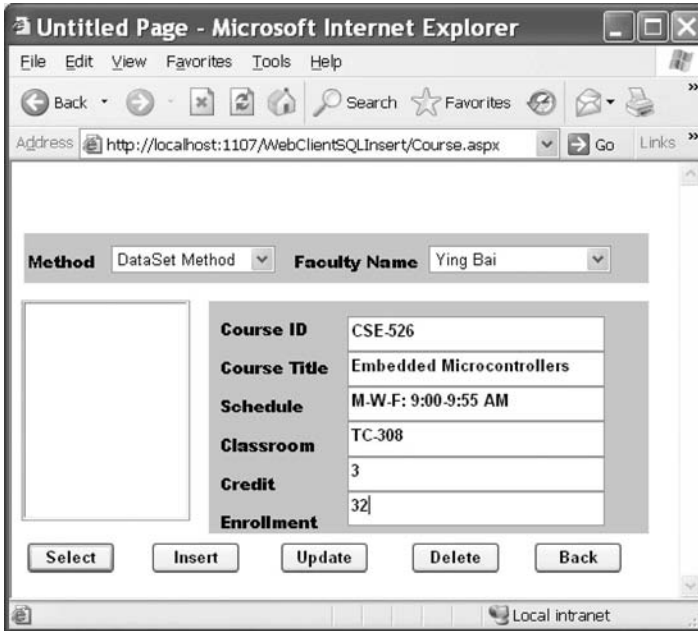 Untitled Page - Microsoft Internet Explorer
File Edit View Favorites Tools Help
Back Search Favorites »
Address http://localhost:1107/WebClientSQLInsert/Course.aspx Go Links »
Method DataSet Method Faculty Name Ying Bai
Course ID CSE-526
Course Title Embedded Microcontrollers
Schedule M-W-F: 9:00-9:55 AM
Classroom TC-308
Credit 3
Enrollment 32
Select Insert Update Delete Back
Local intranet